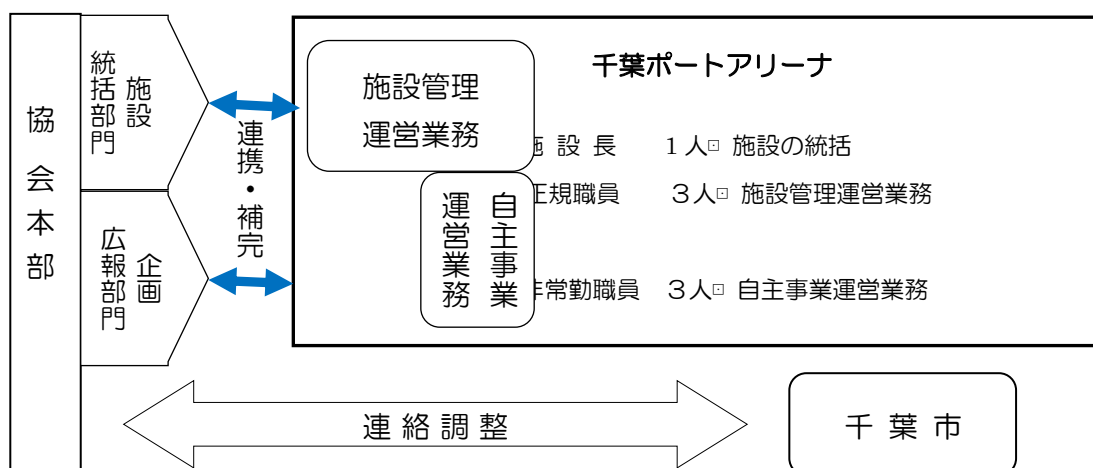 協会本部
施設
統括部門
企画
広報部門
連携・補完
千葉ポートアリーナ
施設管理
運営業務
自主事業
運営業務
施 設 長 1人 施設の統括
正規職員 3人 施設管理運営業務
非常勤職員 3人 自主事業運営業務
連絡調整
千葉市